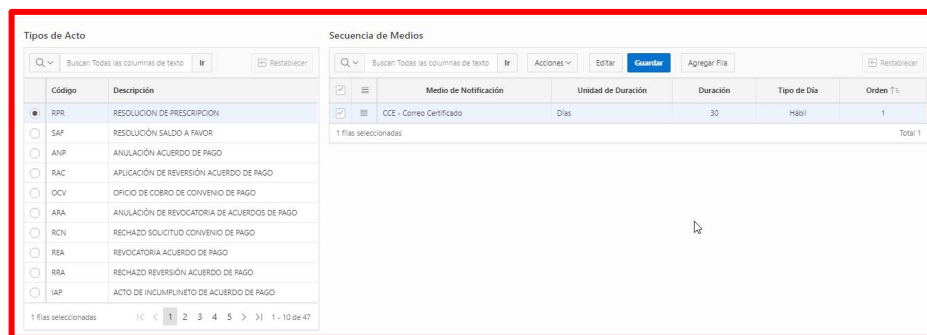 Tipos de Acto
Buscar: Todas las columnas de texto Ir Restablecer
Código Descripción
RPR RESOLUCION DE PRESCRIPCION
SAF RESOLUCIÓN SALDO A FAVOR
ANP ANULACIÓN ACUERDO DE PAGO
RAC APLICACIÓN DE REVERSIÓN ACUERDO DE PAGO
OCV OFICIO DE COBRO DE CONVENIO DE PAGO
ARA ANULACIÓN DE REVOCATORIA DE ACUERDOS DE PAGO
RCN RECHAZO SOLICITUD CONVENIO DE PAGO
REA REVOCATORIA ACUERDO DE PAGO
RRA RECHAZO REVERSIÓN ACUERDO DE PAGO
IAP ACTO DE INCUMPLINETO DE ACUERDO DE PAGO
1 filas seleccionadas 1 2 3 4 5 1 - 10 de 47
Secuencia de Medios
Buscar: Todas las columnas de texto Ir Acciones Editar Guardar Agregar Fila Restablecer
Medio de Notificación Unidad de Duración Duración Tipo de Día Orden
CCE - Correo Certificado Días 30 Hábil 1
1 filas seleccionadas Total 1